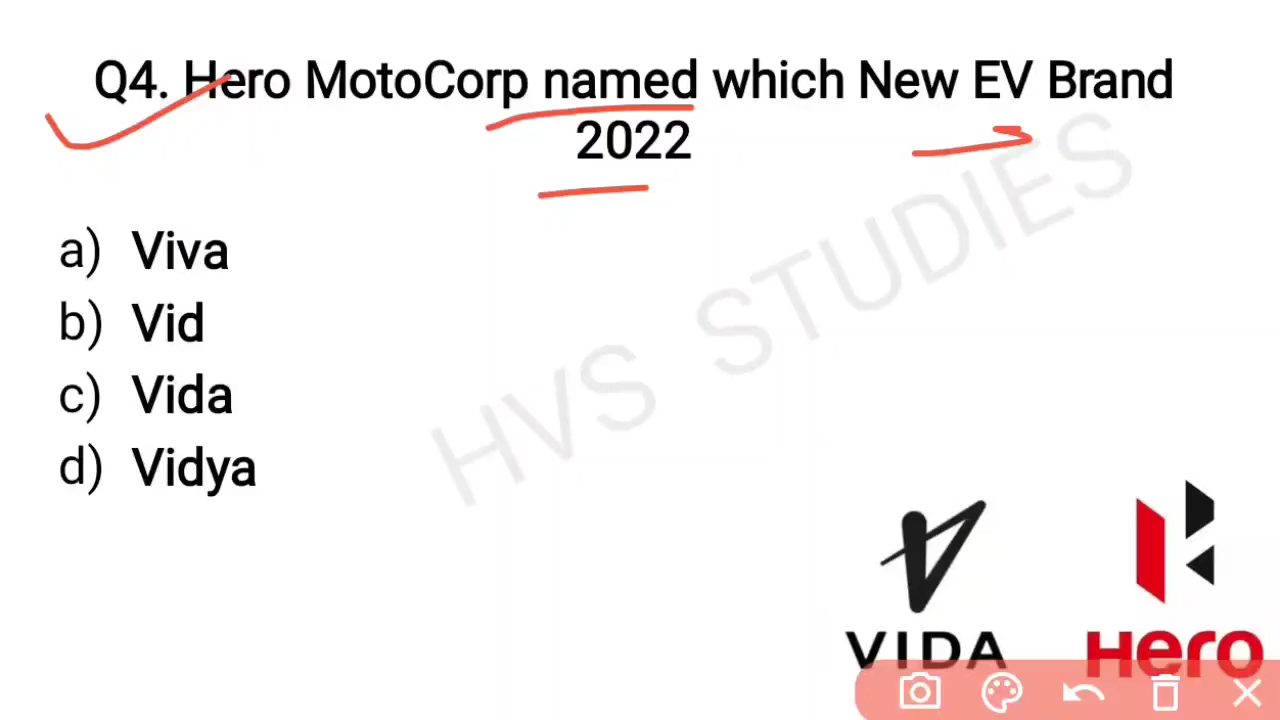 Q4. Hero MotoCorp named which New EV Brand
2022
a) Viva
b) Vid
c) Vida
d) Vidya
HVS STUDIES
VIDA
Hero